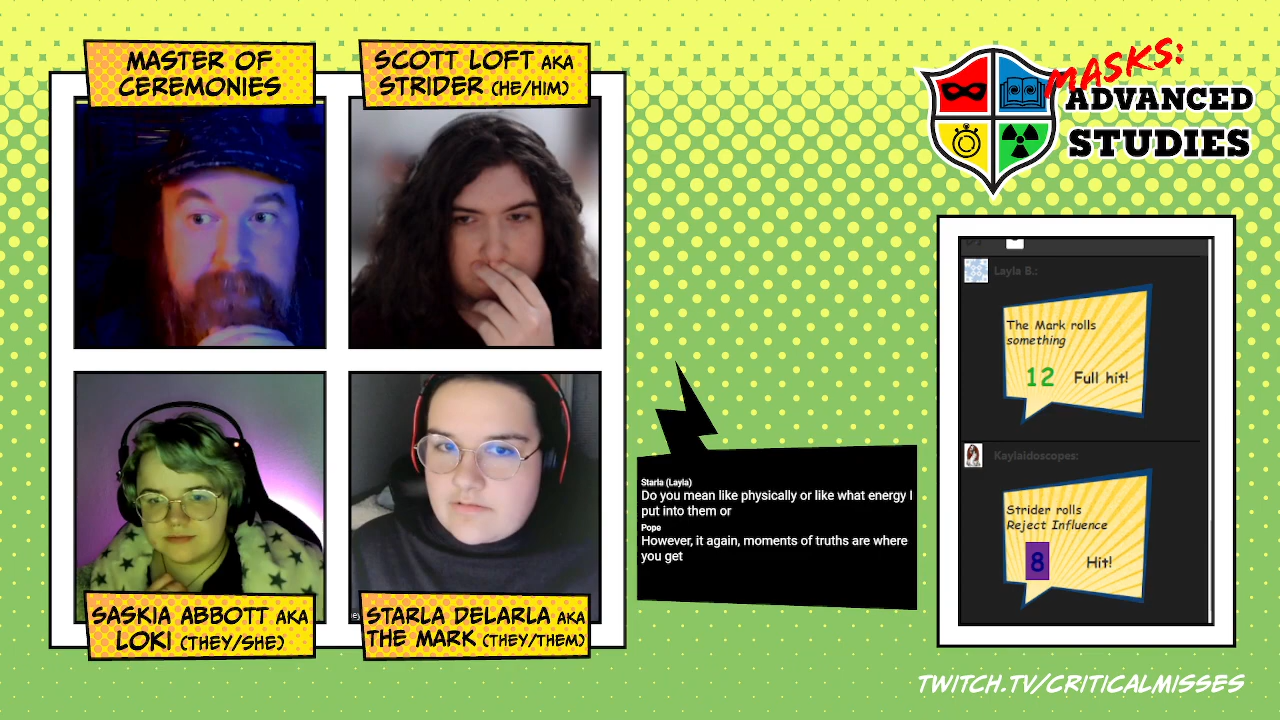 MASTER OF
CEREMONIES
SCOTT LOFT AKA
STRIDER (HE/HIM)
SASKIA ABBOTT AKA
LOKI (THEY/SHE)
STARLA DELARLA AKA
THE MARK (THEY/THEM)
Starla (Layla)
Do you mean like physically or like what energy I
put into them or
Pope
However, it again, moments of truths are where
you get
MASKS:
ADVANCED
STUDIES
Layla B.:
The Mark rolls
something
12 Full hit!
Kaylaidoscopes:
Strider rolls
Reject Influence
8 Hit!
TWITCH.TV/CRITICALMISSES